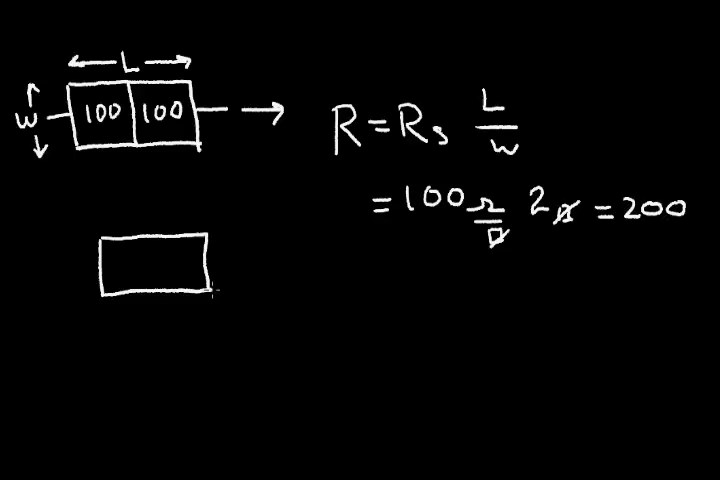 ← L →
W 100 100 →
R = Rs L/w
= 100 Ω/□ 2□ = 200